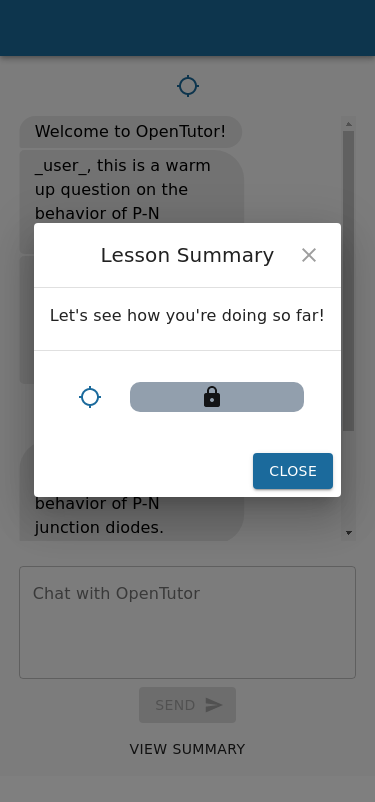 Welcome to OpenTutor!
_user_, this is a warm
up question on the
behavior of P-N
Lesson Summary
Let's see how you're doing so far!
CLOSE
behavior of P-N
junction diodes.
Chat with OpenTutor
SEND
VIEW SUMMARY